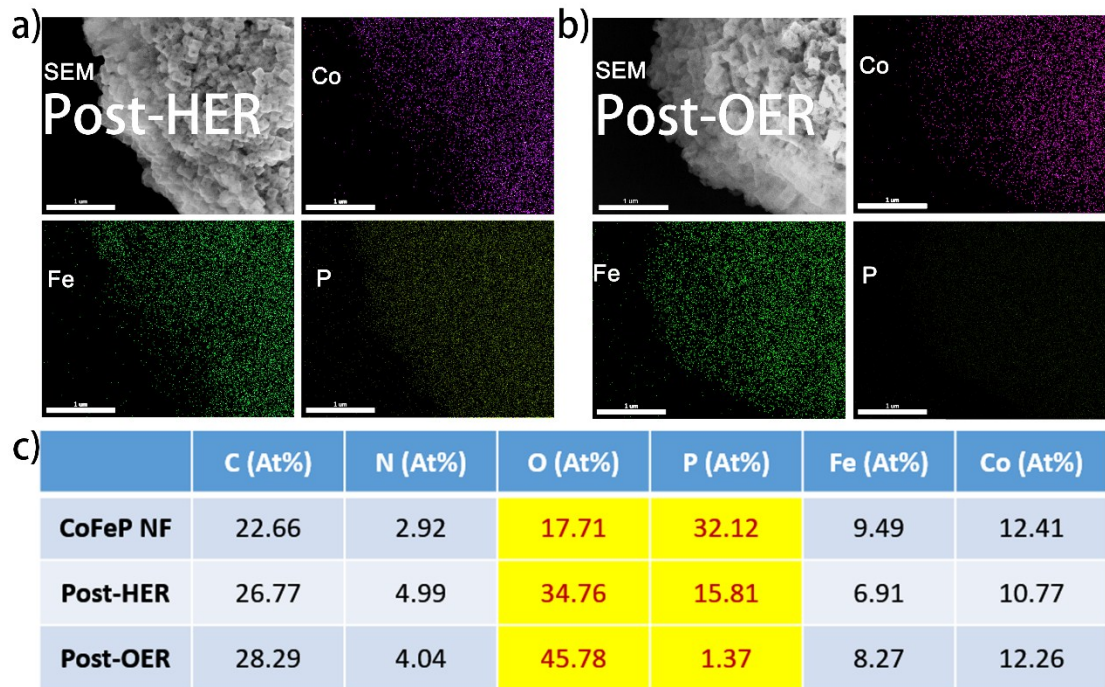 a)
SEM
Post-HER
1 um
Co
1 um
Fe
1 um
P
1 um
b)
SEM
Post-OER
1 um
Co
1 um
Fe
1 um
P
1 um
c)
C (At%) N (At%) O (At%) P (At%) Fe (At%) Co (At%)
CoFeP NF 22.66 2.92 17.71 32.12 9.49 12.41
Post-HER 26.77 4.99 34.76 15.81 6.91 10.77
Post-OER 28.29 4.04 45.78 1.37 8.27 12.26